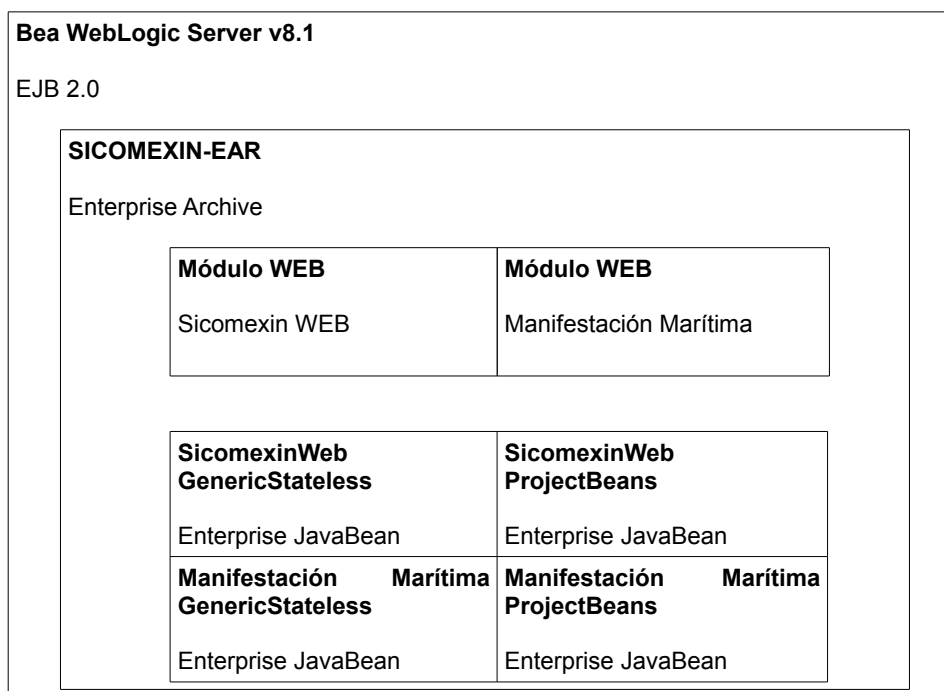 Bea WebLogic Server v8.1
EJB 2.0
SICOMEXIN-EAR
Enterprise Archive
Módulo WEB
Sicomexin WEB
Módulo WEB
Manifestación Marítima
SicomexinWeb
GenericStateless
Enterprise JavaBean
SicomexinWeb
ProjectBeans
Enterprise JavaBean
Manifestación Marítima
GenericStateless
Enterprise JavaBean
Manifestación Marítima
ProjectBeans
Enterprise JavaBean